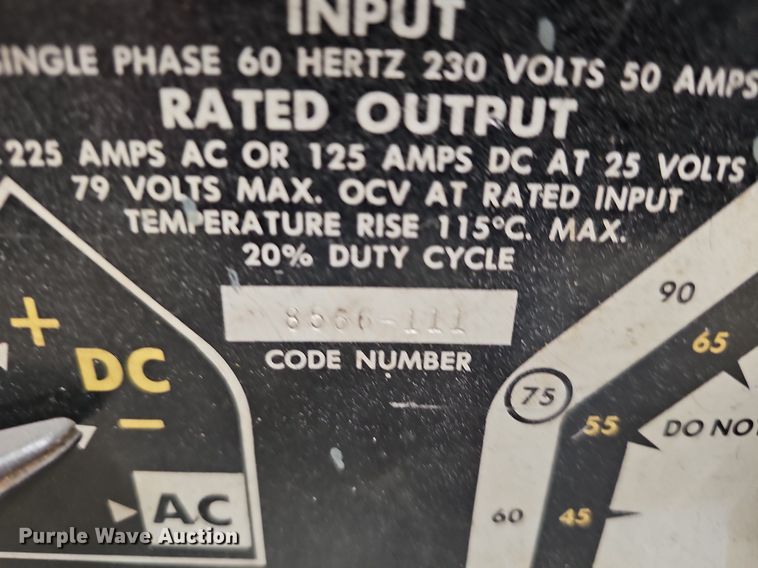 INPUT
SINGLE PHASE 60 HERTZ 230 VOLTS 50 AMPS
RATED OUTPUT
225 AMPS AC OR 125 AMPS DC AT 25 VOLTS
79 VOLTS MAX. OCV AT RATED INPUT
TEMPERATURE RISE 115°C. MAX.
20% DUTY CYCLE
CODE NUMBER
+
DC
−
AC
90
65
75
55
DO NOT
60
45
Purple Wave Auction